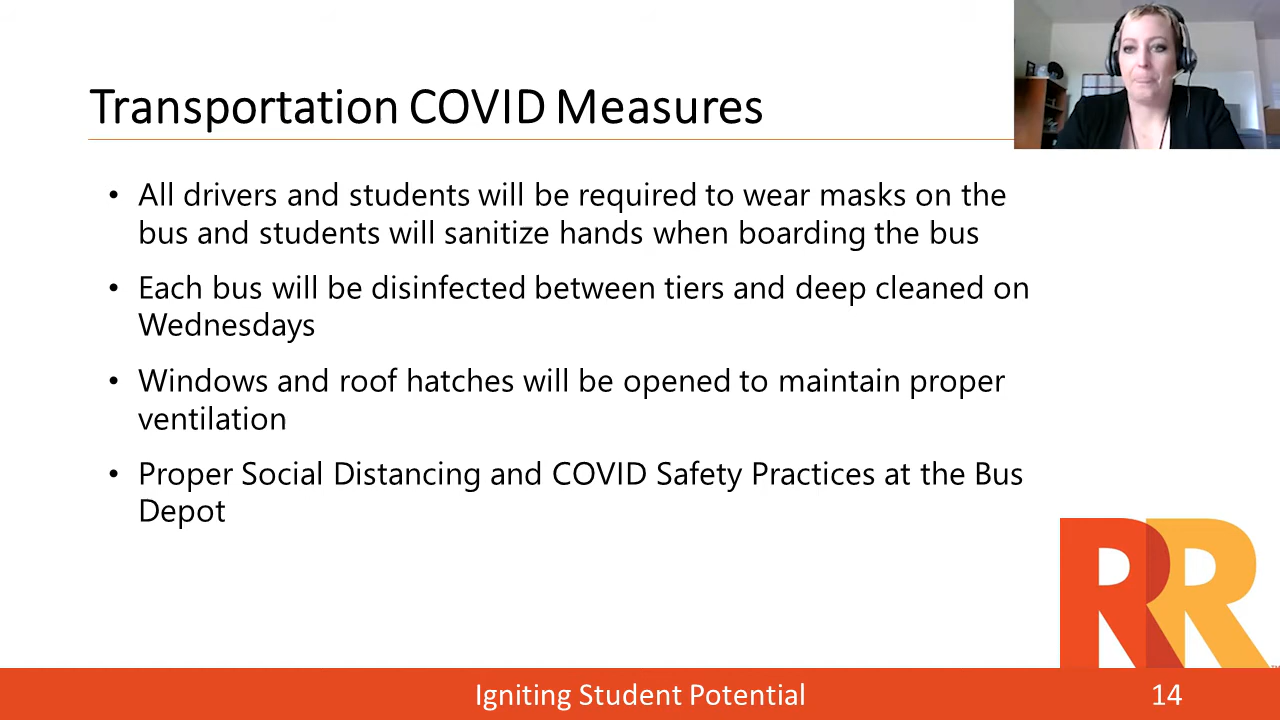 Transportation COVID Measures
• All drivers and students will be required to wear masks on the
bus and students will sanitize hands when boarding the bus
• Each bus will be disinfected between tiers and deep cleaned on
Wednesdays
• Windows and roof hatches will be opened to maintain proper
ventilation
• Proper Social Distancing and COVID Safety Practices at the Bus
Depot
RR
Igniting Student Potential
14